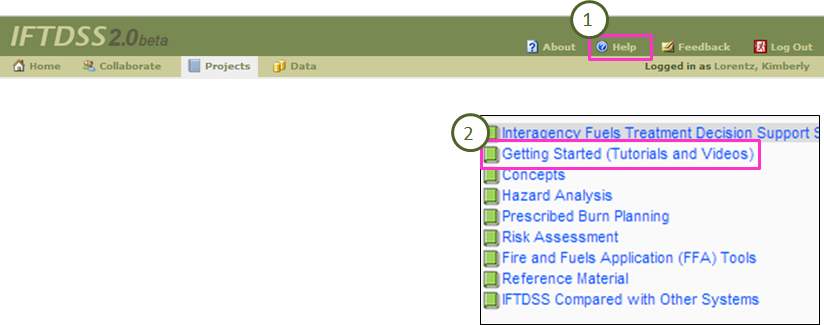 1
IFTDSS 2.0 beta
About Help Feedback Log Out
Home Collaborate Projects Data Logged in as Lorentz, Kimberly
2
Interagency Fuels Treatment Decision Support S
Getting Started (Tutorials and Videos)
Concepts
Hazard Analysis
Prescribed Burn Planning
Risk Assessment
Fire and Fuels Application (FFA) Tools
Reference Material
IFTDSS Compared with Other Systems